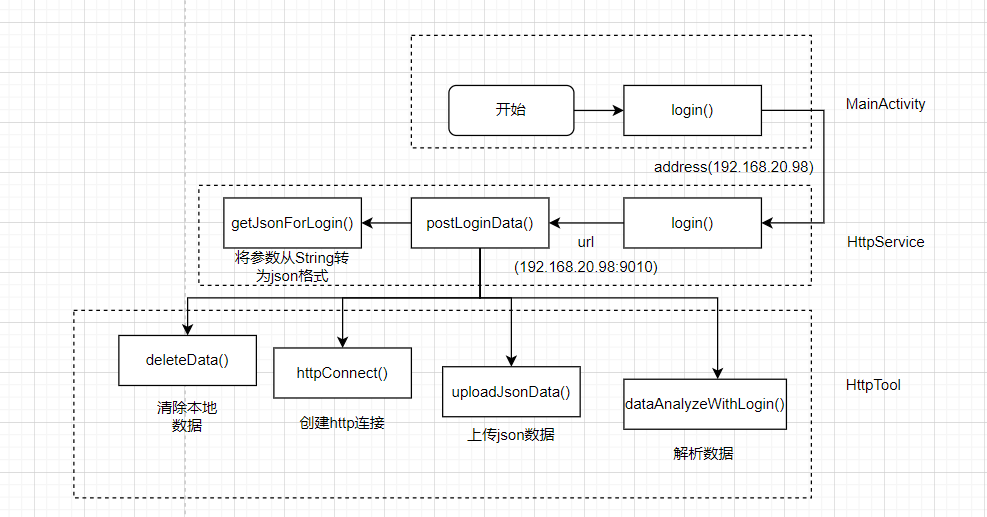 开始
login()
MainActivity
address(192.168.20.98)
getJsonForLogin()
postLoginData()
login()
将参数从String转
为json格式
url
(192.168.20.98:9010)
HttpService
deleteData()
httpConnect()
uploadJsonData()
dataAnalyzeWithLogin()
HttpTool
清除本地
数据
创建http连接
上传json数据
解析数据